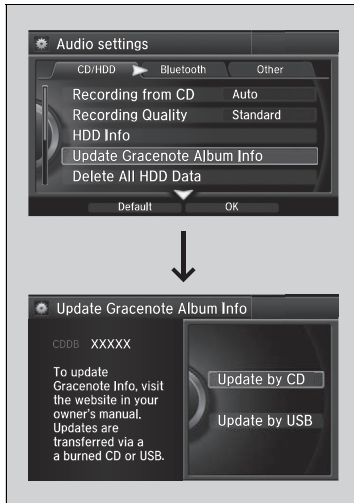 Audio settings
CD/HDD Bluetooth Other
Recording from CD Auto
Recording Quality Standard
HDD Info
Update Gracenote Album Info
Delete All HDD Data
Default OK
Update Gracenote Album Info
CDDB XXXXX
To update
Gracenote Info, visit
the website in your
owner's manual.
Updates are
transferred via a
a burned CD or USB.
Update by CD
Update by USB